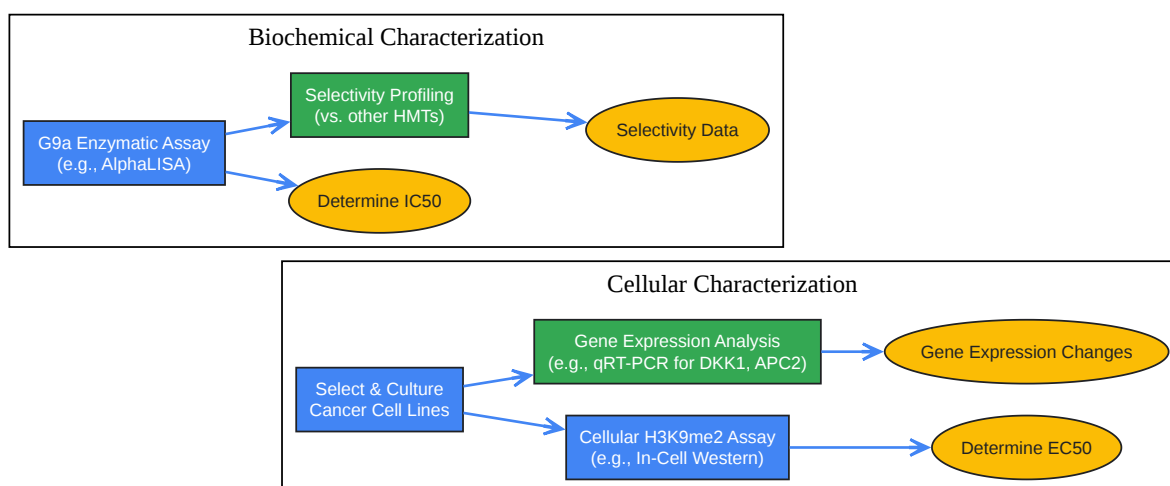 Biochemical Characterization
Selectivity Profiling
(vs. other HMTs)
G9a Enzymatic Assay
(e.g., AlphaLISA)
Selectivity Data
Determine IC50
Cellular Characterization
Gene Expression Analysis
(e.g., qRT-PCR for DKK1, APC2)
Gene Expression Changes
Select & Culture
Cancer Cell Lines
Cellular H3K9me2 Assay
(e.g., In-Cell Western)
Determine EC50